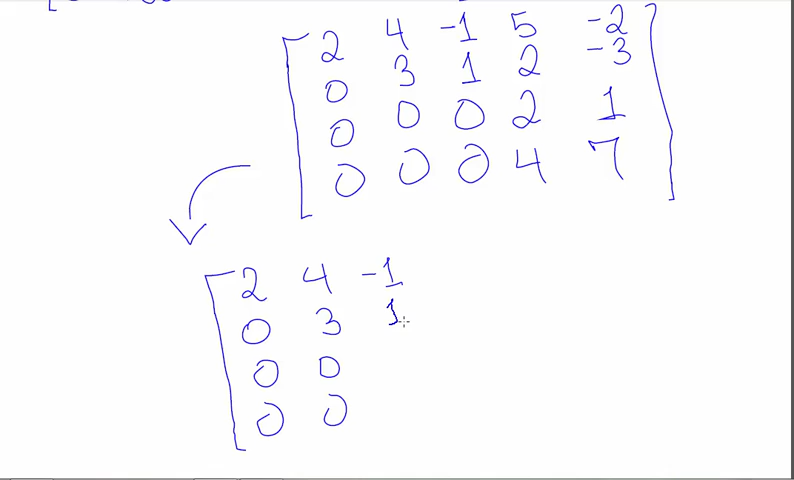 2 4 -1 5 -2
0 3 1 2 -3
0 0 0 2 1
0 0 0 4 7
2 4 -1
0 3 1
0 0
0 0